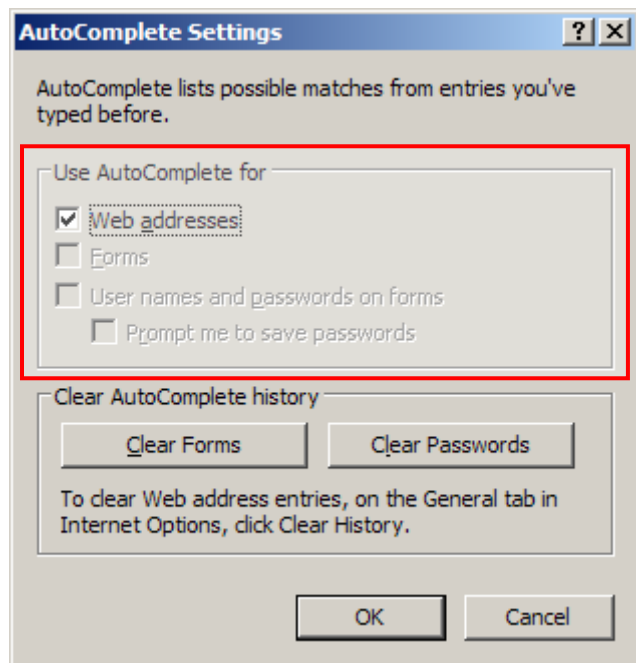 AutoComplete Settings
AutoComplete lists possible matches from entries you've
typed before.
Use AutoComplete for
Web addresses
Forms
User names and passwords on forms
Prompt me to save passwords
Clear AutoComplete history
Clear Forms
Clear Passwords
To clear Web address entries, on the General tab in
Internet Options, click Clear History.
OK
Cancel